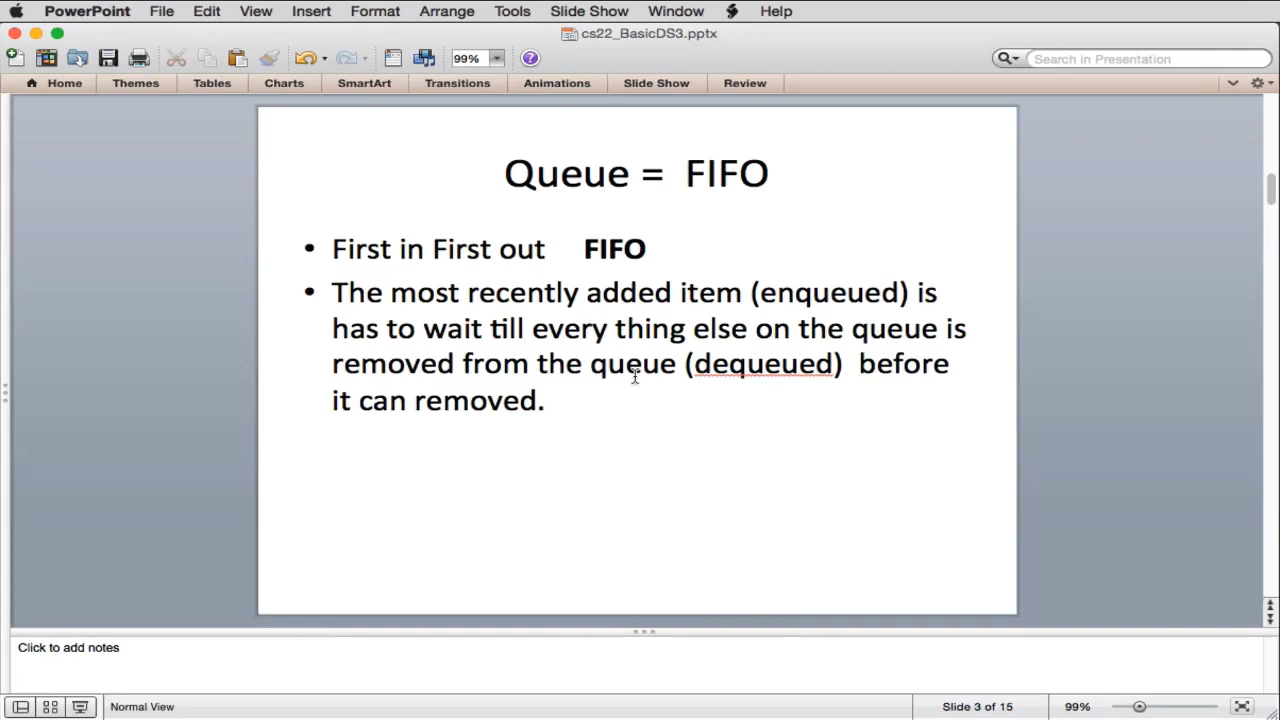 PowerPoint File Edit View Insert Format Arrange Tools Slide Show Window Help
cs22_BasicDS3.pptx
99% Search in Presentation
Home Themes Tables Charts SmartArt Transitions Animations Slide Show Review
Queue = FIFO
• First in First out FIFO
• The most recently added item (enqueued) is
has to wait till every thing else on the queue is
removed from the queue (dequeued) before
it can removed.
Click to add notes
Normal View Slide 3 of 15 99%